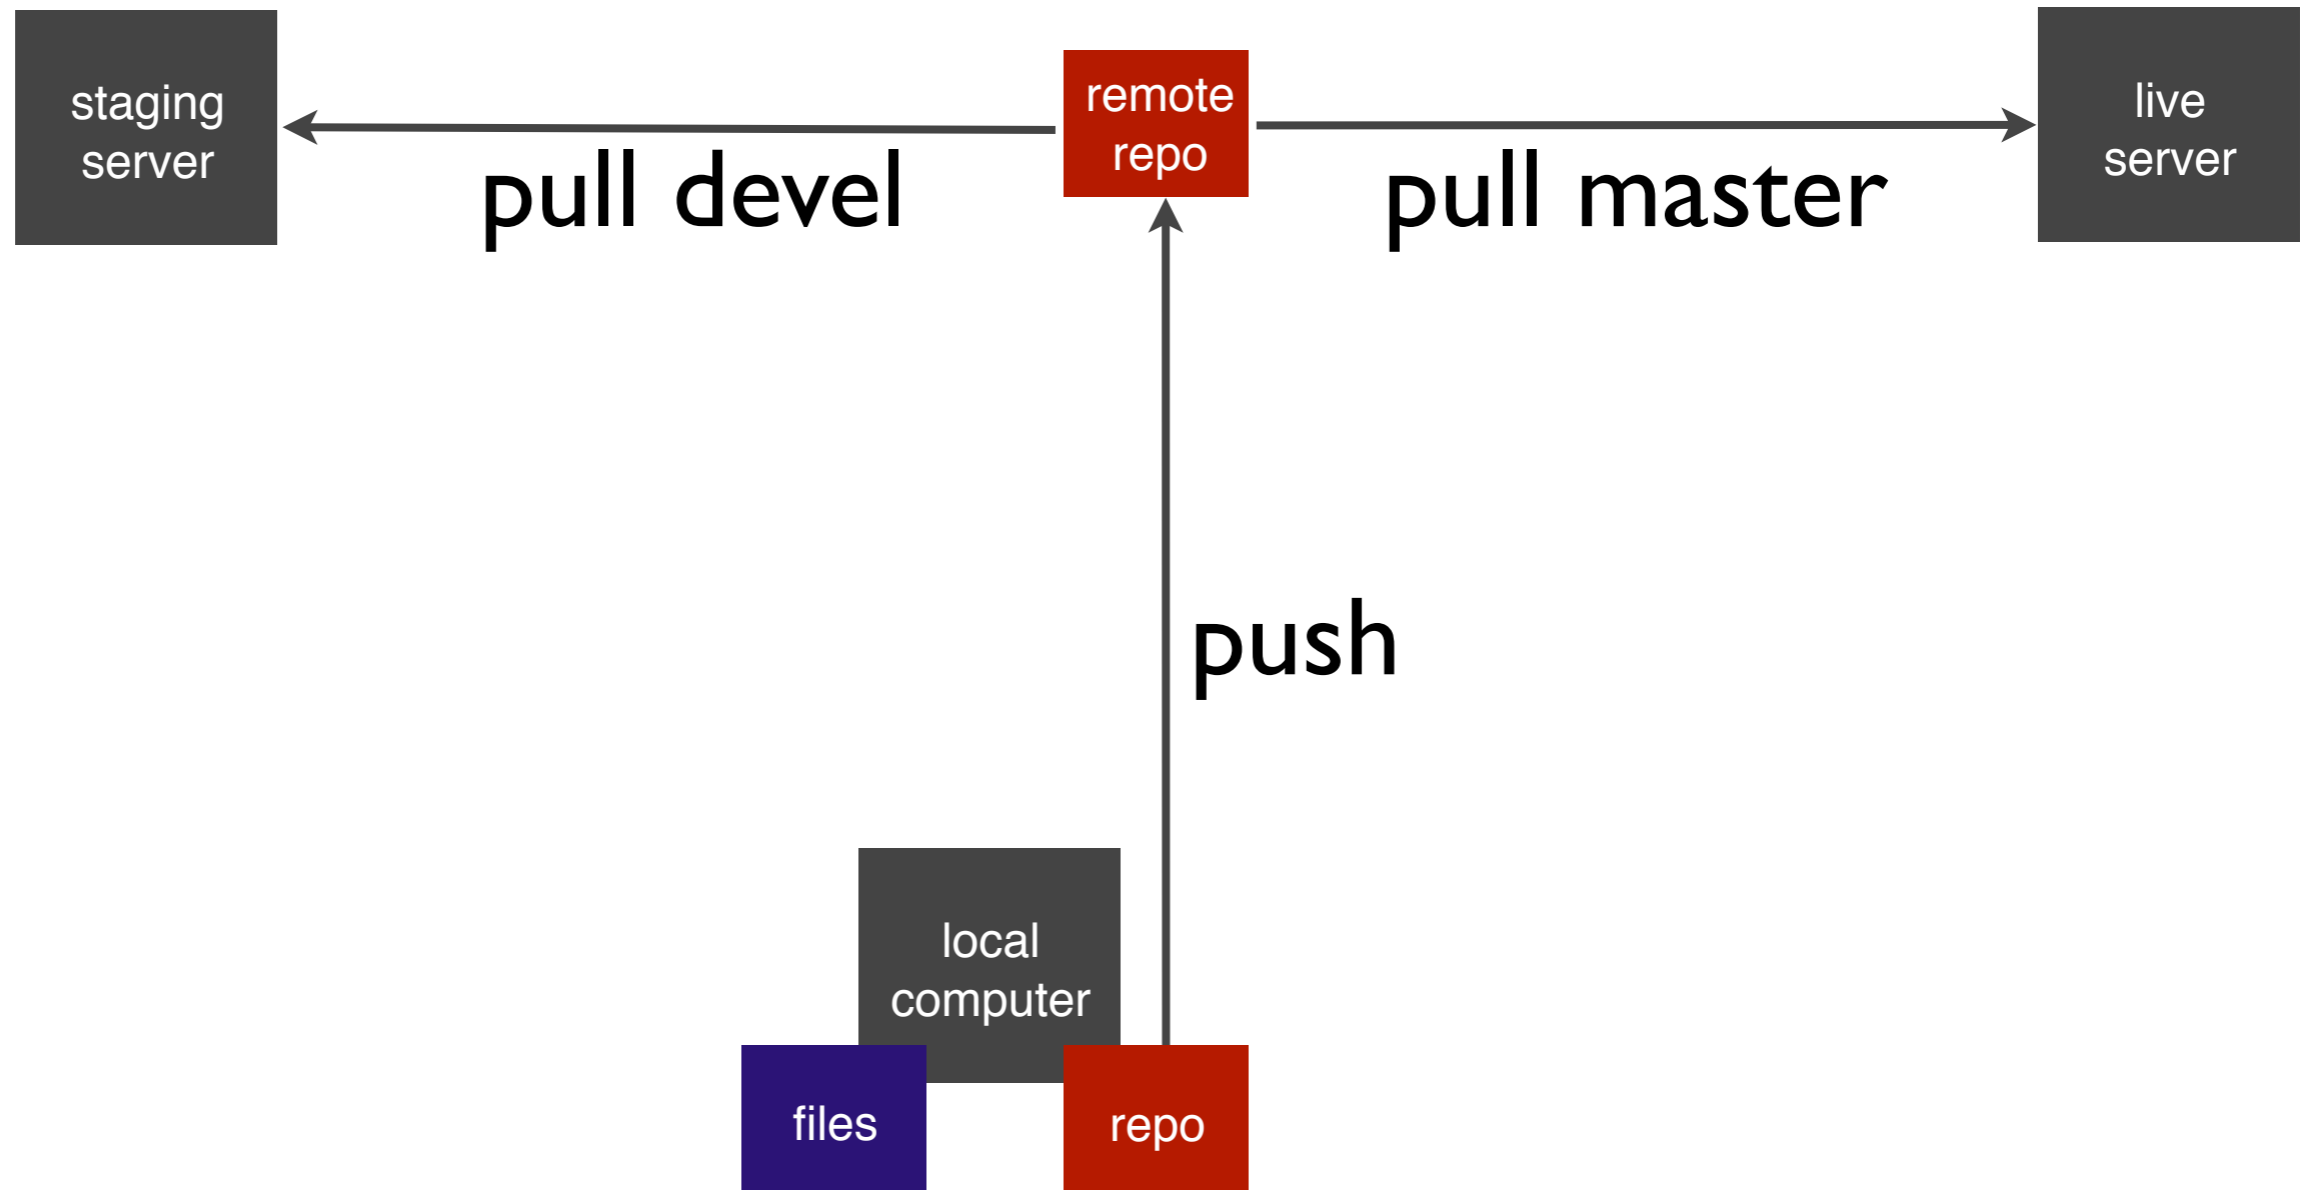 staging
server
pull devel
remote
repo
pull master
live
server
push
local
computer
files
repo